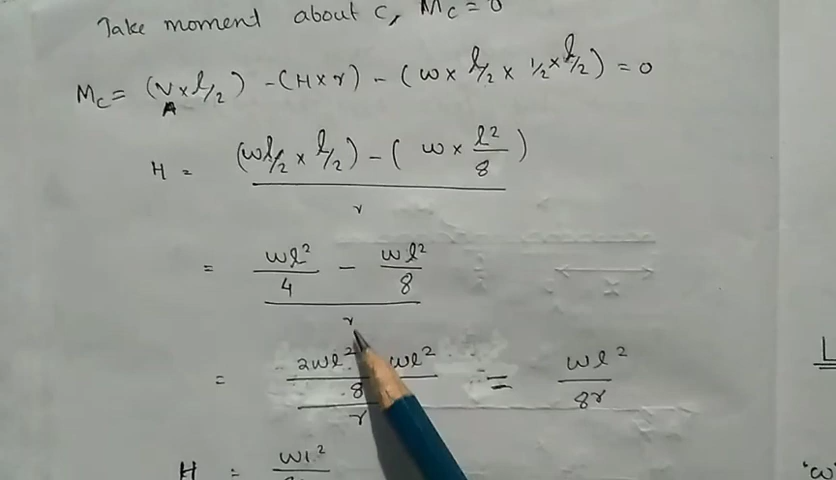 Take moment about C, Mc = 0
Mc = (V_A × l/2) - (H × r) - (w × l/2 × 1/2 × l/2) = 0
H = ((wl/2 × l/2) - (w × l²/8)) / r
= (wl²/4 - wl²/8) / r
= ((2wl² wl²)/8) / r = wl²/8r
H = wl²
L
'w'